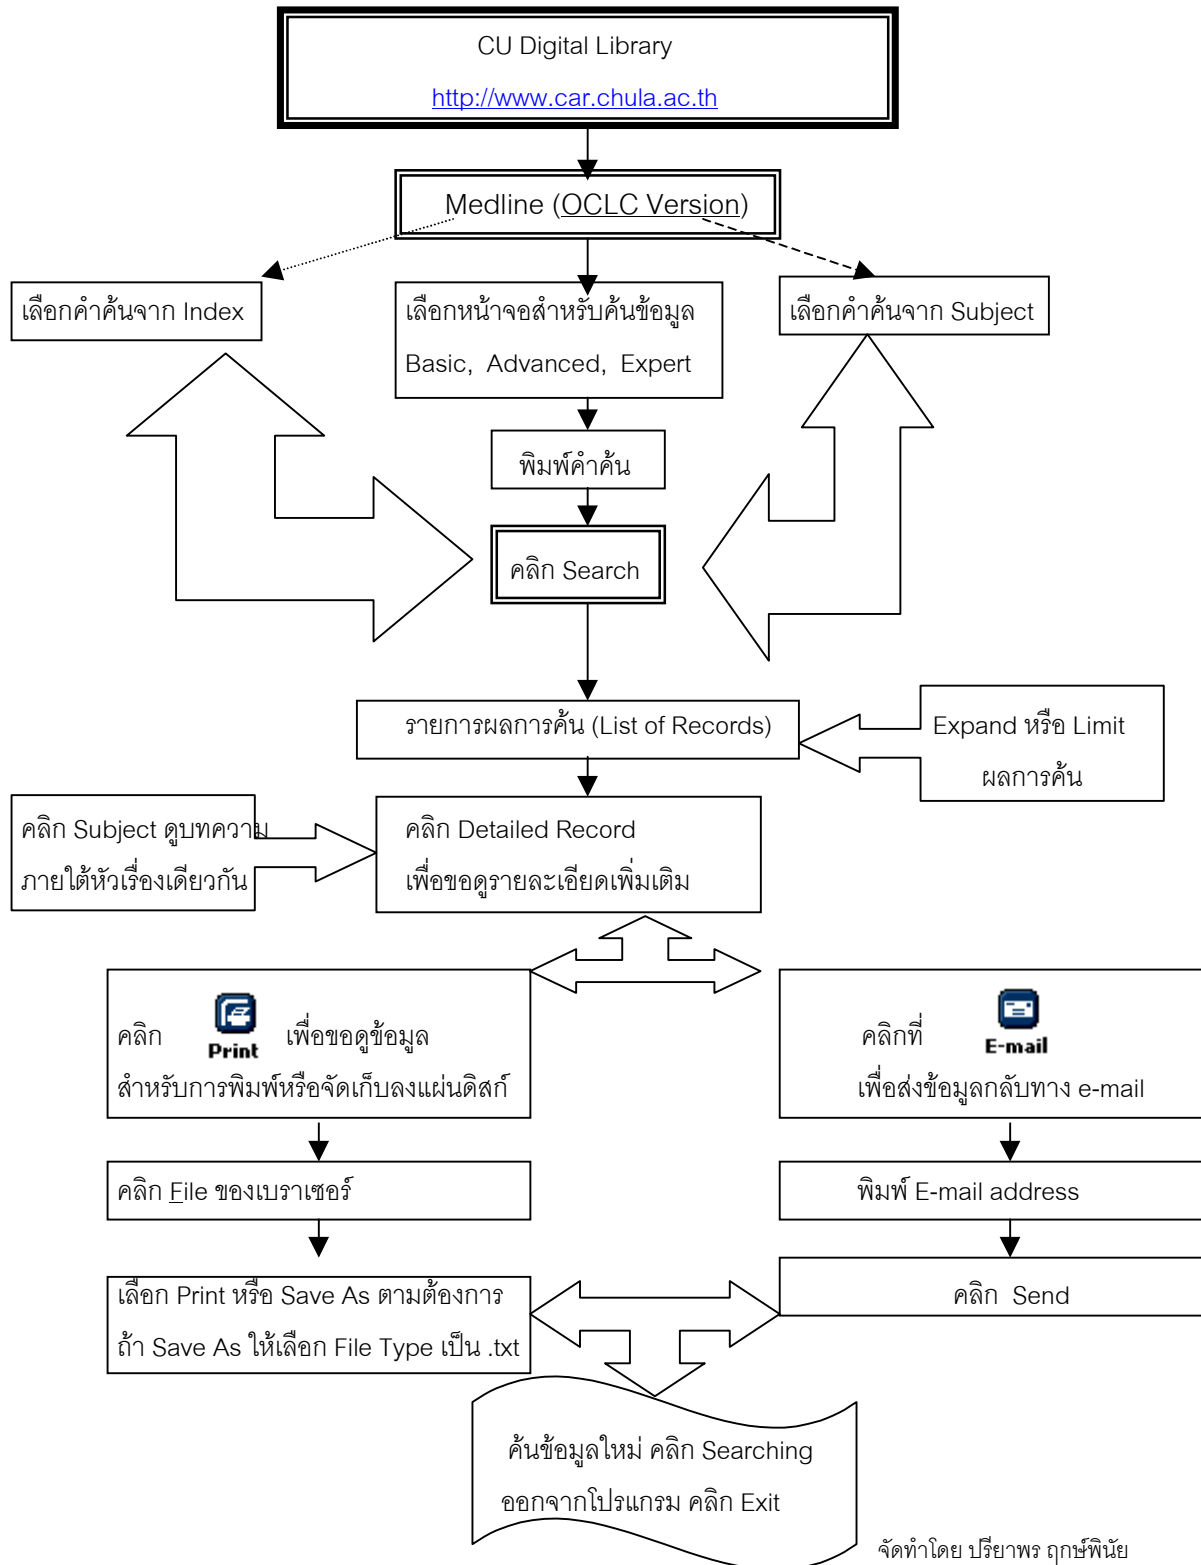 CU Digital Library
http://www.car.chula.ac.th
Medline (OCLC Version)
เลือกคำค้นจาก Index
เลือกหน้าจอสำหรับค้นข้อมูล
Basic, Advanced, Expert
เลือกคำค้นจาก Subject
พิมพ์คำค้น
คลิก Search
รายการผลการค้น (List of Records)
Expand หรือ Limit
ผลการค้น
คลิก Subject ดูบทความ
ภายใต้หัวเรื่องเดียวกัน
คลิก Detailed Record
เพื่อขอดูรายละเอียดเพิ่มเติม
คลิก Print เพื่อขอดูข้อมูล
สำหรับการพิมพ์หรือจัดเก็บลงแผ่นดิสก์
คลิกที่ E-mail
เพื่อส่งข้อมูลกลับทาง e-mail
คลิก File ของเบราเซอร์
พิมพ์ E-mail address
เลือก Print หรือ Save As ตามต้องการ
ถ้า Save As ให้เลือก File Type เป็น .txt
คลิก Send
ค้นข้อมูลใหม่ คลิก Searching
ออกจากโปรแกรม คลิก Exit
จัดทำโดย ปรียาพร ฤกษ์พินัย